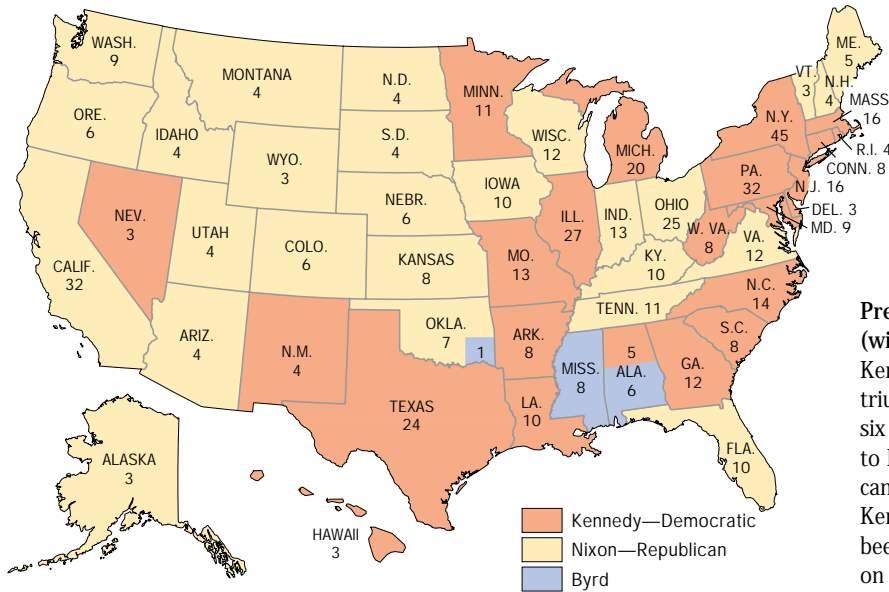 WASH.
9
MONTANA
4
N.D.
4
MINN.
11
ORE.
6
IDAHO
4
S.D.
4
WYO.
3
WISC.
12
MICH.
20
N.Y.
45
VT.
3
N.H.
4
ME.
5
MASS
16
R.I. 4
CONN. 8
N.J. 16
PA.
32
DEL. 3
MD. 9
NEV.
3
UTAH
4
COLO.
6
NEBR.
6
IOWA
10
ILL.
27
IND.
13
OHIO
25
W. VA.
8
VA.
12
CALIF.
32
KANSAS
8
MO.
13
KY.
10
N.C.
14
ARIZ.
4
N.M.
4
OKLA.
7
1
ARK.
8
TENN. 11
S.C.
8
TEXAS
24
LA.
10
MISS.
8
5
ALA.
6
GA.
12
FLA.
10
ALASKA
3
HAWAII
3
Kennedy—Democratic
Nixon—Republican
Byrd
Pre
(wi
Ker
triu
six
to
can
Ker
bee
on